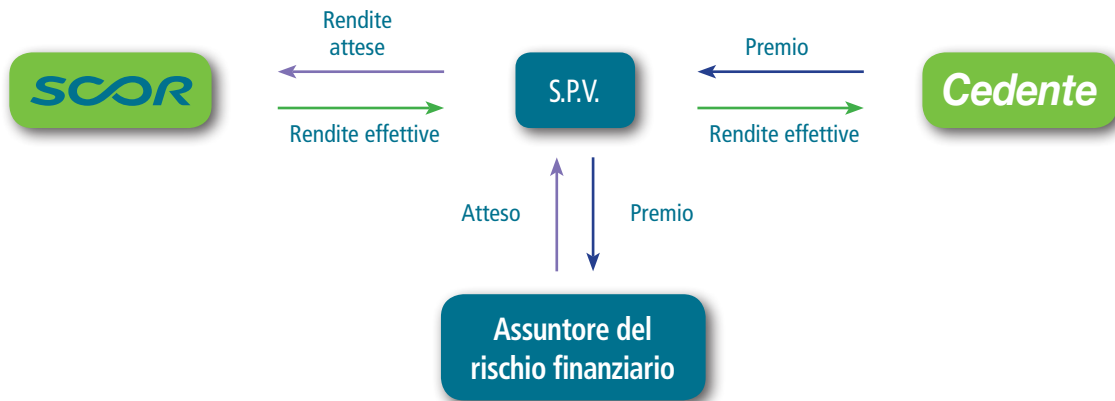 Rendite
attese
Premio
SCOR
S.P.V.
Cedente
Rendite effettive
Rendite effettive
Atteso
Premio
Assuntore del
rischio finanziario